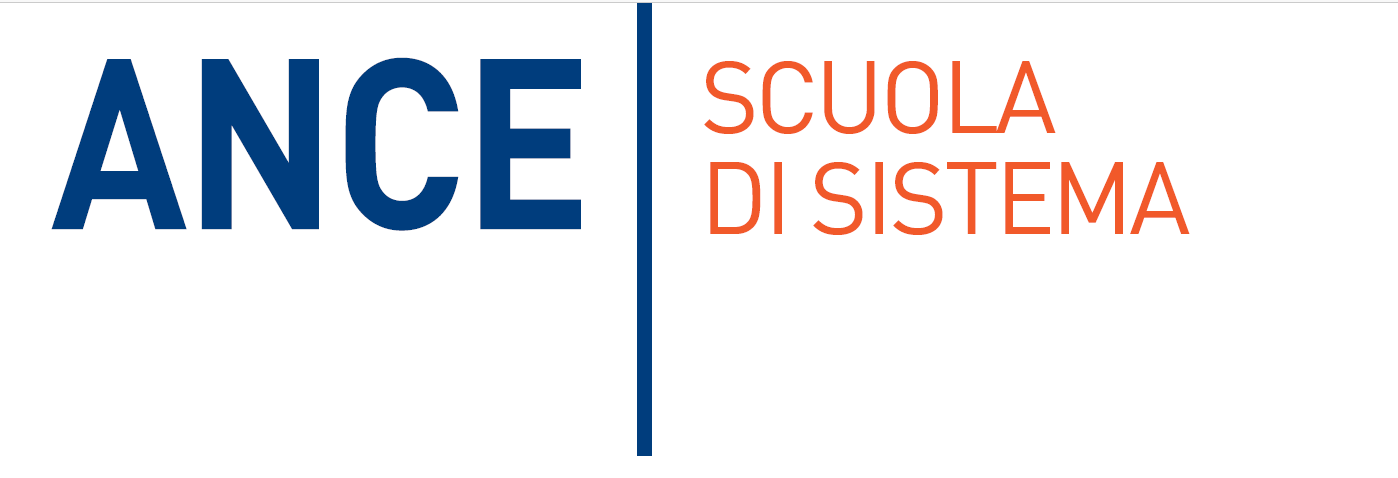 ANCE
SCUOLA
DI SISTEMA